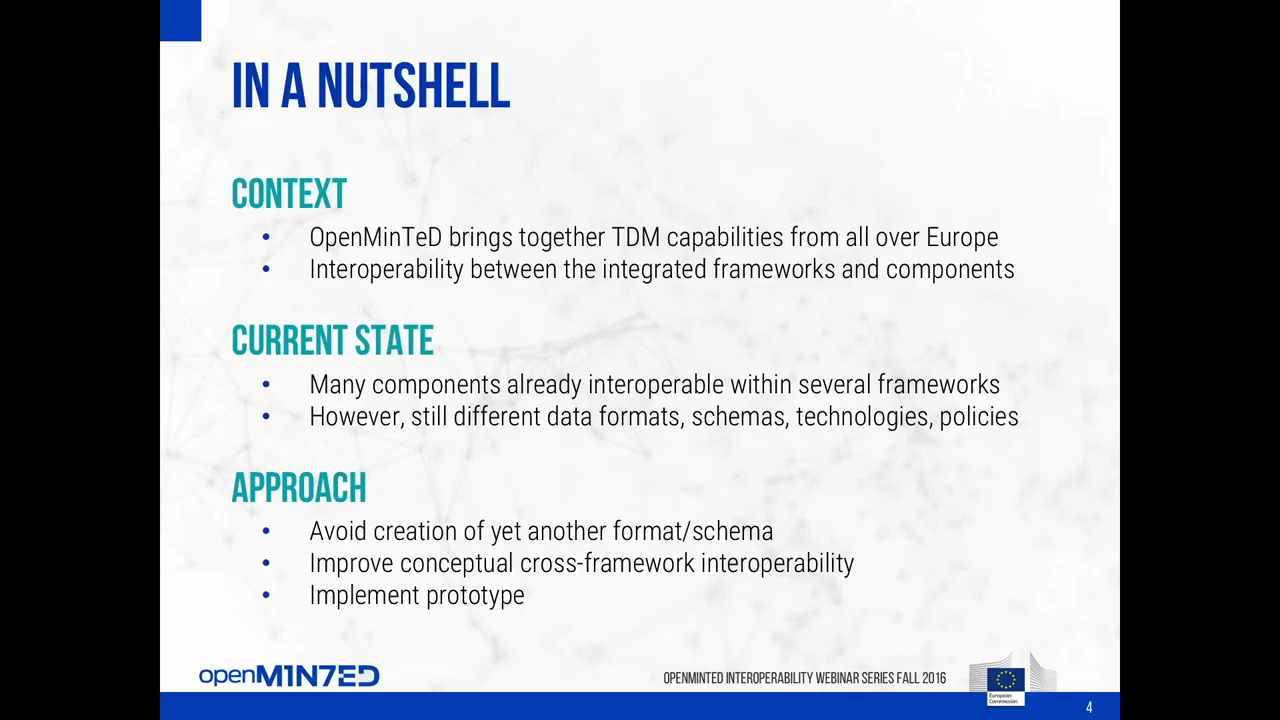 IN A NUTSHELL
CONTEXT
• OpenMinTeD brings together TDM capabilities from all over Europe
• Interoperability between the integrated frameworks and components
CURRENT STATE
• Many components already interoperable within several frameworks
• However, still different data formats, schemas, technologies, policies
APPROACH
• Avoid creation of yet another format/schema
• Improve conceptual cross-framework interoperability
• Implement prototype
openM1N7ED
OPENMINTED INTEROPERABILITY WEBINAR SERIES FALL 2016
European
Commission
4